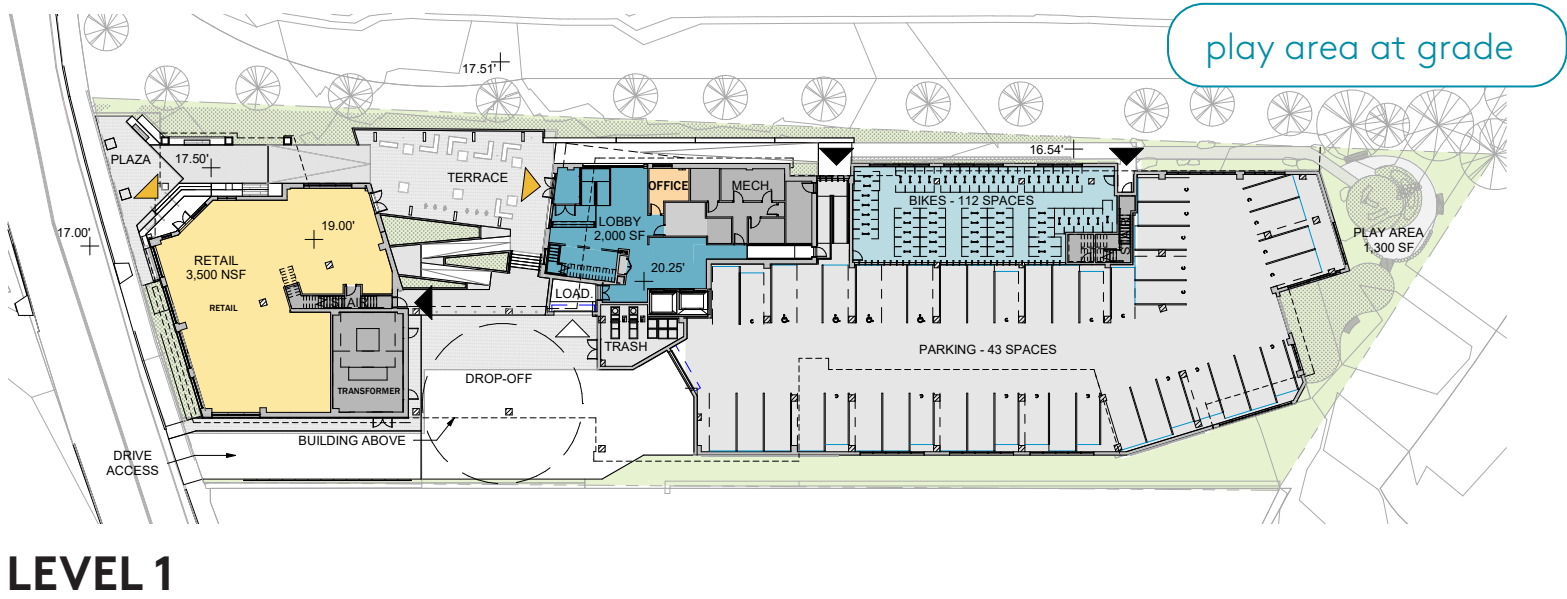 play area at grade
17.51'
PLAZA
17.50'
16.54'
TERRACE
OFFICE
MECH
BIKES - 112 SPACES
LOBBY
2,000 SF
17.00'
19.00'
STAIR
PLAY AREA
1,300 SF
RETAIL
3,500 NSF
20.25'
RETAIL
LOAD.
STAIR
TRASH
PARKING - 43 SPACES
DROP-OFF
TRANSFORMER
BUILDING ABOVE
DRIVE
ACCESS
LEVEL 1